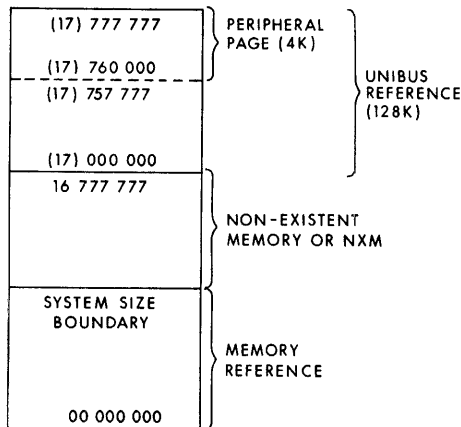 (17) 777 777
(17) 760 000
(17) 757 777
(17) 000 000
16 777 777
SYSTEM SIZE
BOUNDARY
00 000 000
PERIPHERAL
PAGE (4K)
UNIBUS
REFERENCE
(128K)
NON-EXISTENT
MEMORY OR NXM
MEMORY
REFERENCE